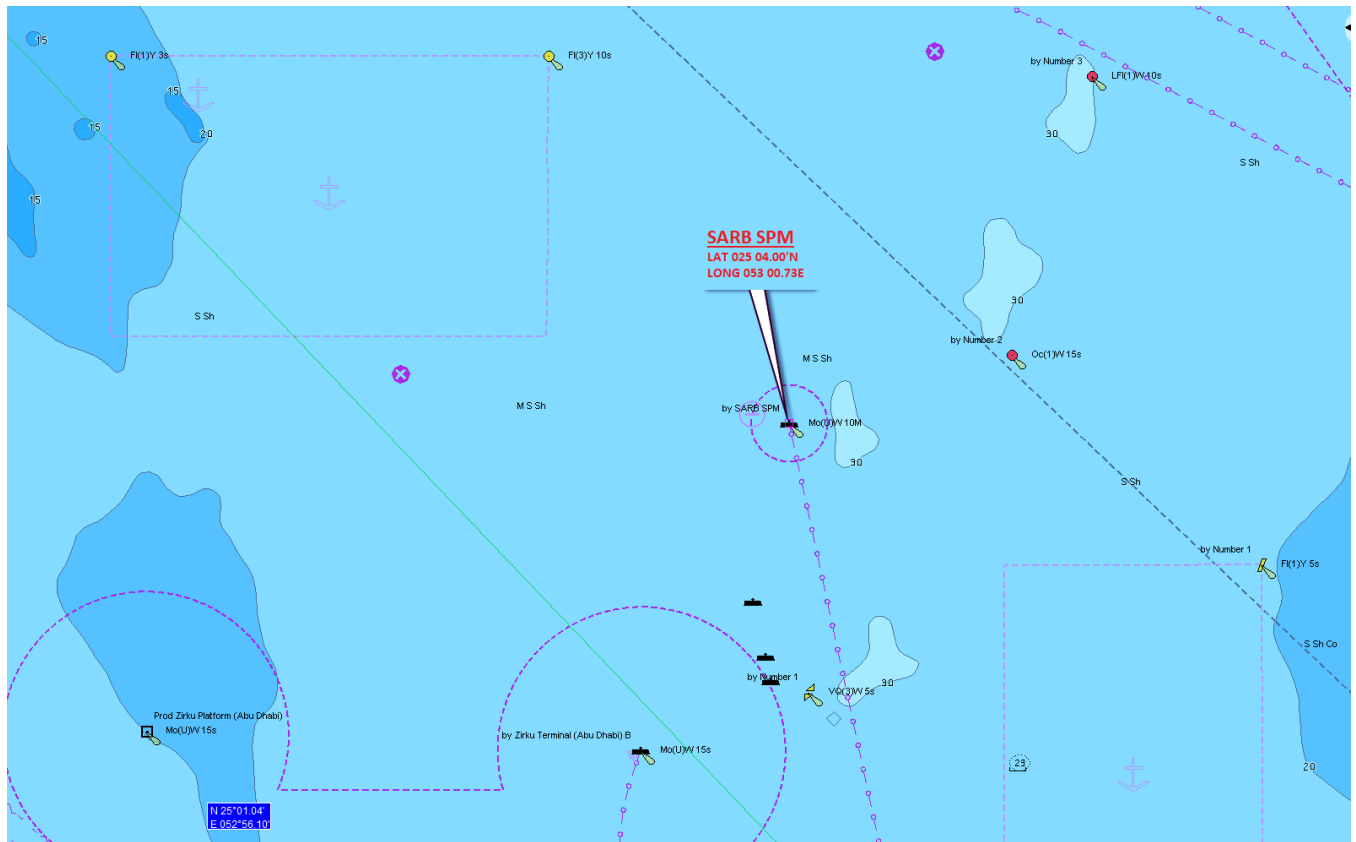 15
Fl(1)Y 3s
Fl(3)Y 10s
by Number 3
LFl(1)W 10s
15
15
20
30
S Sh
15
SARB SPM
LAT 025 04.00'N
LONG 053 00.73E
30
S Sh
by Number 2
Oc(1)W 15s
M S Sh
M S Sh
by SARB SPM
Mo(U)W 10M
30
S Sh
by Number 1
Fl(1)Y 5s
S Sh Co
by Number 1
VQ(3)W 5s
30
Prod Zirku Platform (Abu Dhabi)
Mo(U)W 15s
by Zirku Terminal (Abu Dhabi) B
Mo(U)W 15s
29
20
N 25°01.04'
E 052°56.10'